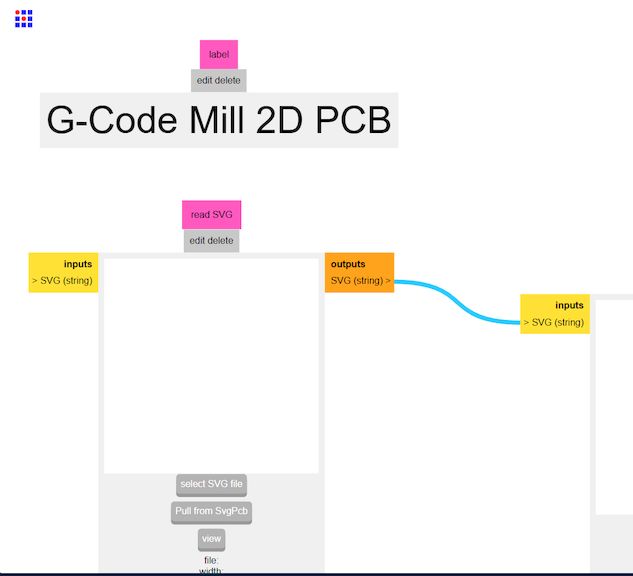 label
edit delete
G-Code Mill 2D PCB
read SVG
edit delete
inputs
> SVG (string)
outputs
SVG (string) >
inputs
> SVG (string)
select SVG file
Pull from SvgPcb
view
file:
width: